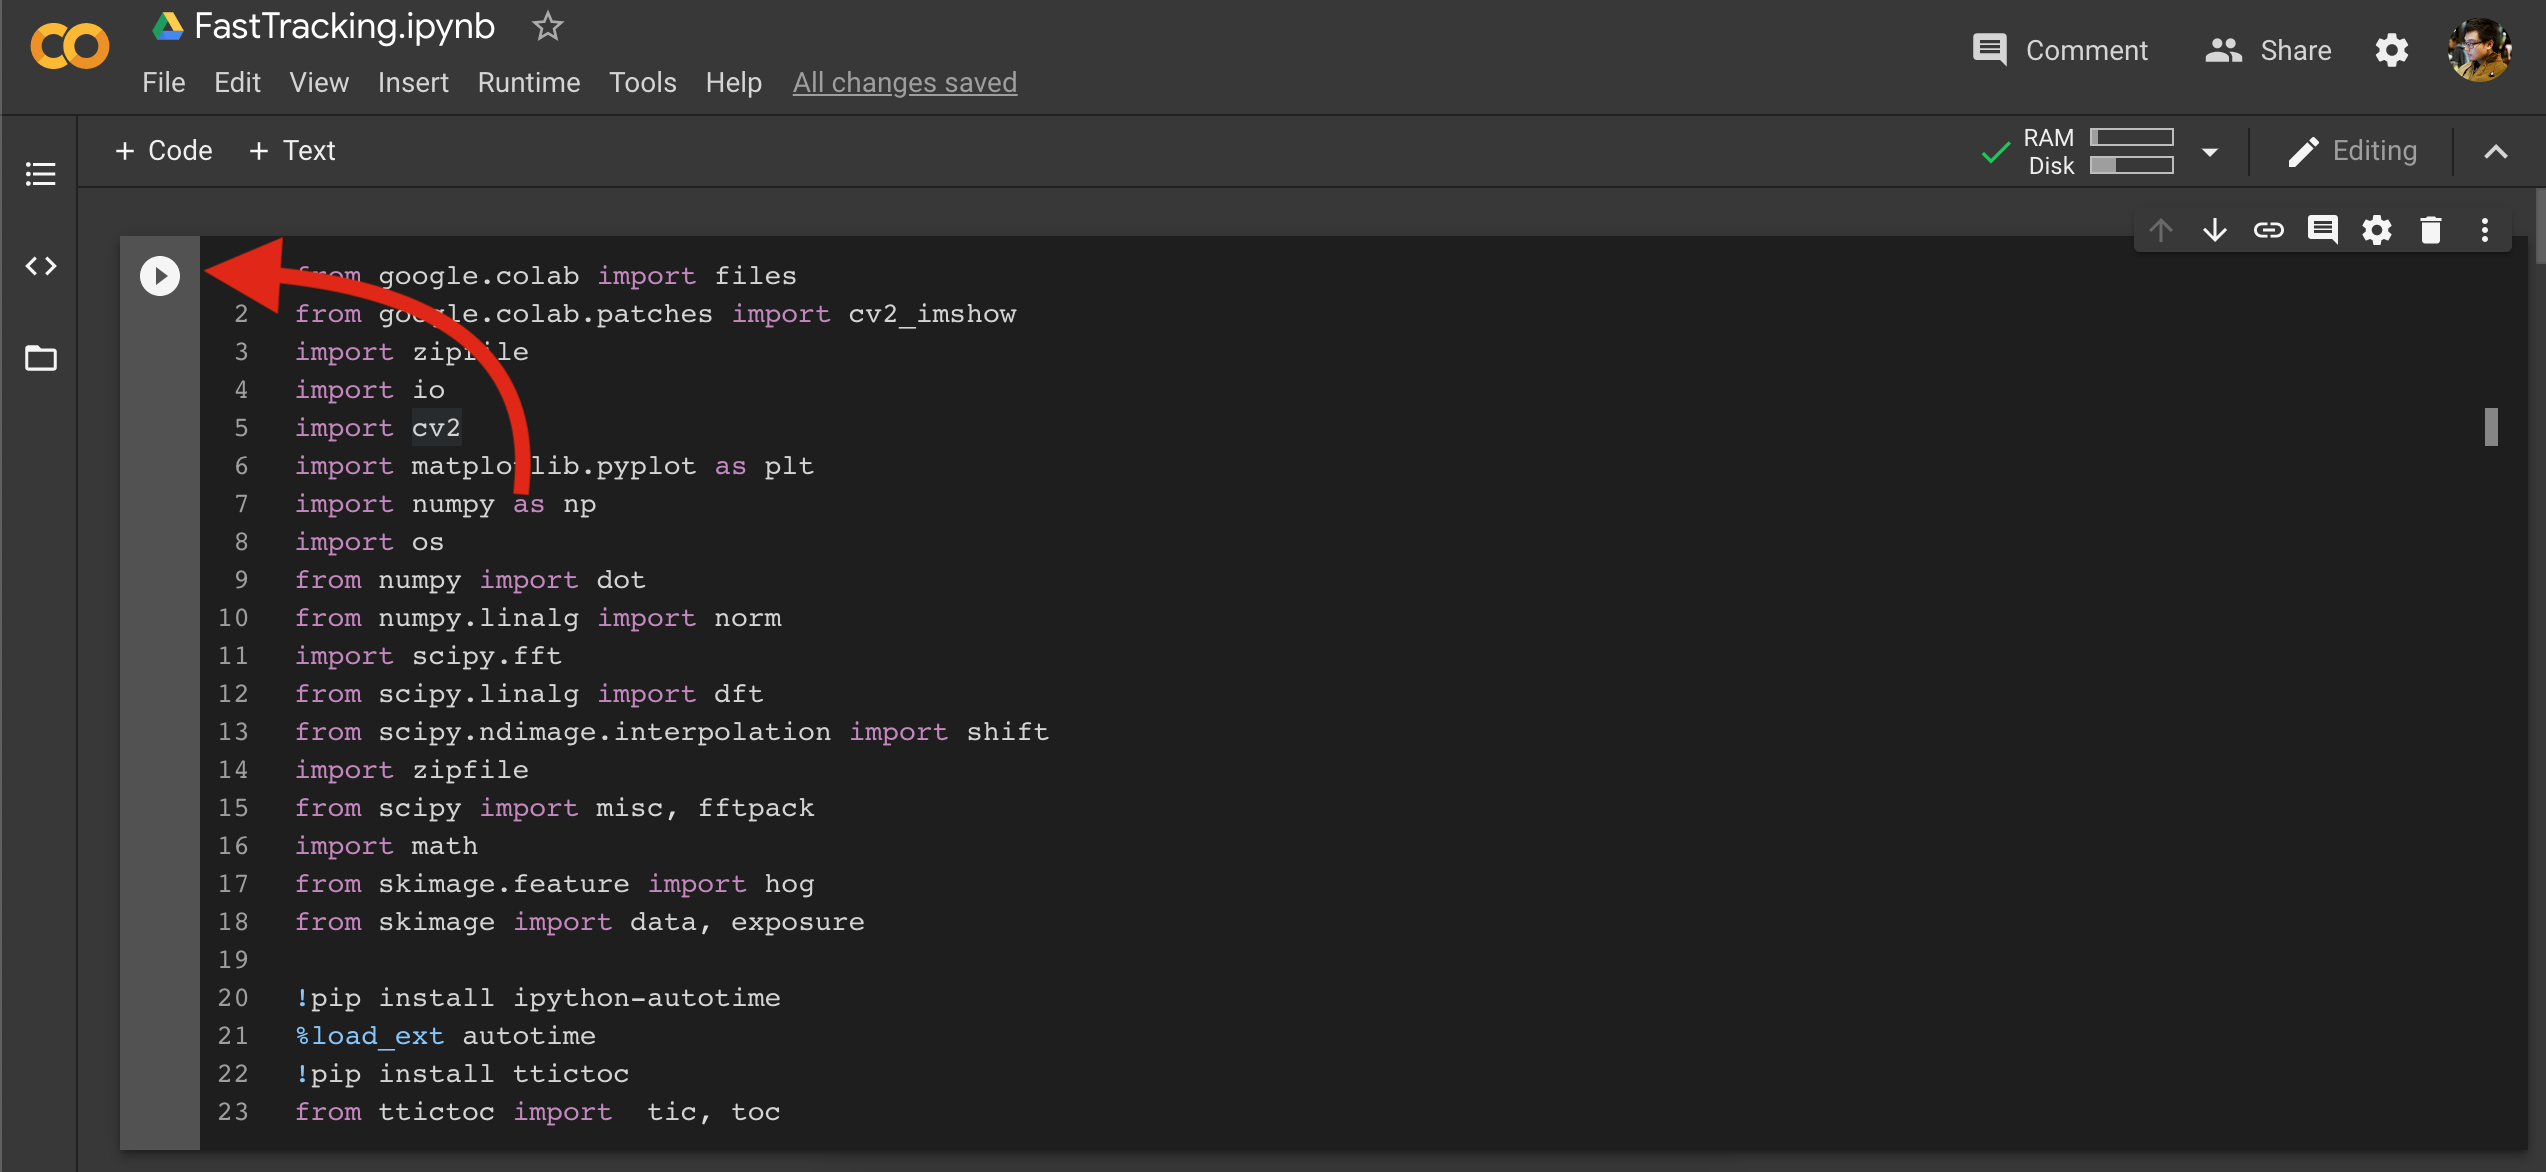 FastTracking.ipynb
File Edit View Insert Runtime Tools Help All changes saved
Comment Share
+ Code + Text
RAM
Disk
Editing
from google.colab import files
2 from google.colab.patches import cv2_imshow
3 import zipfile
4 import io
5 import cv2
6 import matplotlib.pyplot as plt
7 import numpy as np
8 import os
9 from numpy import dot
10 from numpy.linalg import norm
11 import scipy.fft
12 from scipy.linalg import dft
13 from scipy.ndimage.interpolation import shift
14 import zipfile
15 from scipy import misc, fftpack
16 import math
17 from skimage.feature import hog
18 from skimage import data, exposure
19
20 !pip install ipython-autotime
21 %load_ext autotime
22 !pip install ttictoc
23 from ttictoc import  tic, toc